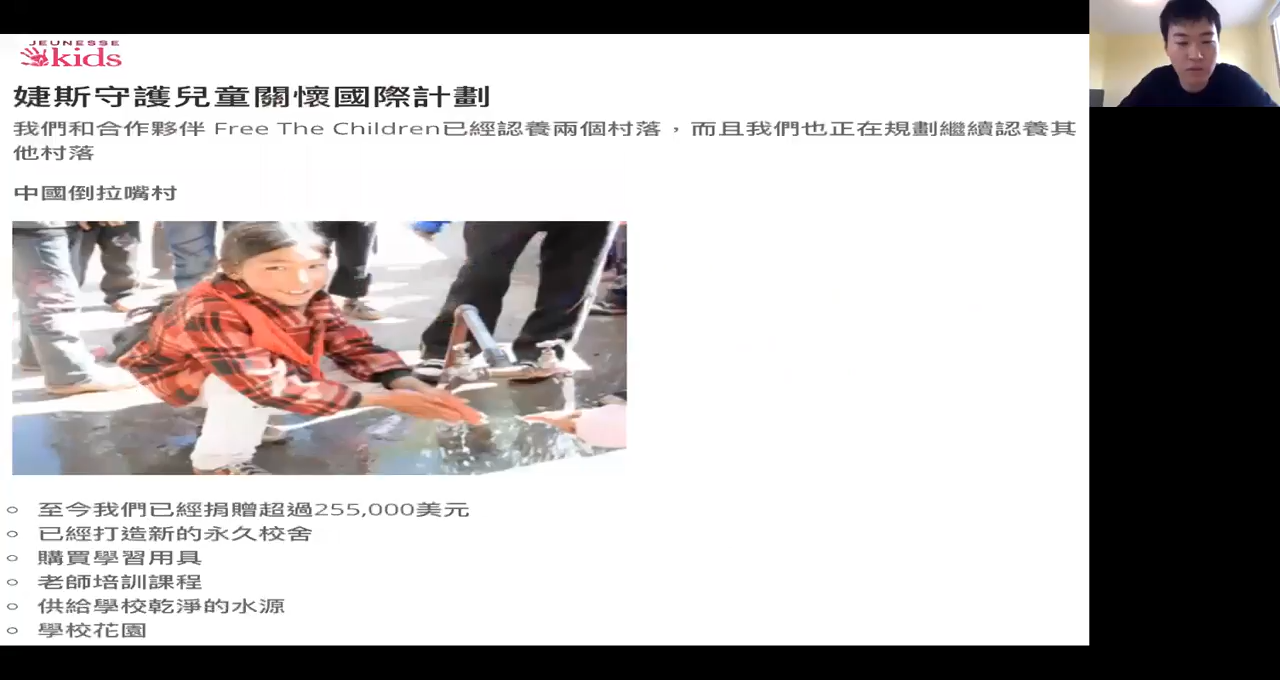 JEUNESSE
kids
婕斯守護兒童關懷國際計劃
我們和合作夥伴 Free The Children已經認養兩個村落，而且我們也正在規劃繼續認養其
他村落
中國倒拉嘴村
至今我們已經捐贈超過255,000美元
已經打造新的永久校舍
購買學習用具
老師培訓課程
供給學校乾淨的水源
學校花園